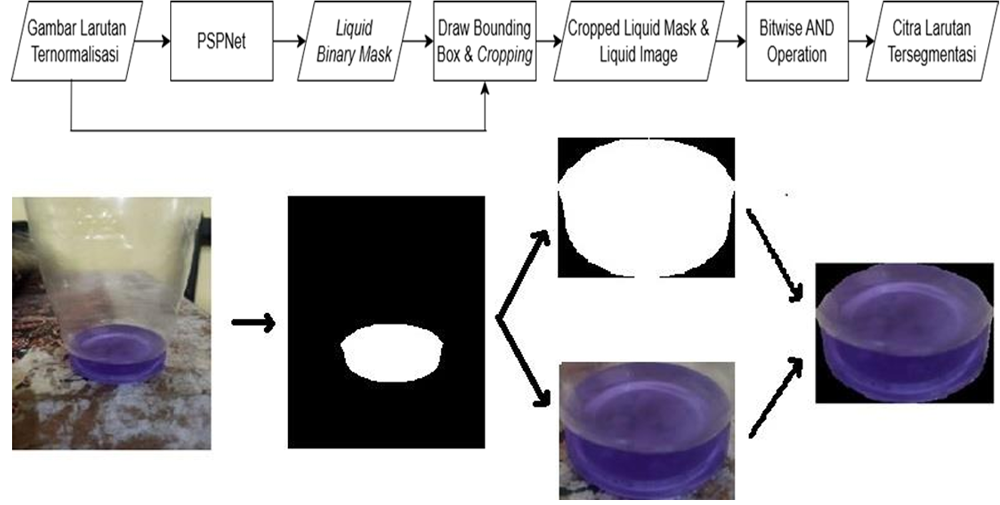 Gambar Larutan
Ternormalisasi
PSPNet
Liquid
Binary Mask
Draw Bounding
Box & Cropping
Cropped Liquid Mask &
Liquid Image
Bitwise AND
Operation
Citra Larutan
Tersegmentasi